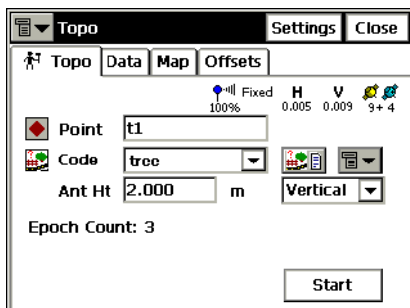 Topo Settings Close
Topo Data Map Offsets
Fixed H V
100% 0.005 0.009 9+ 4
Point t1
Code tree
Ant Ht 2.000 m Vertical
Epoch Count: 3
Start